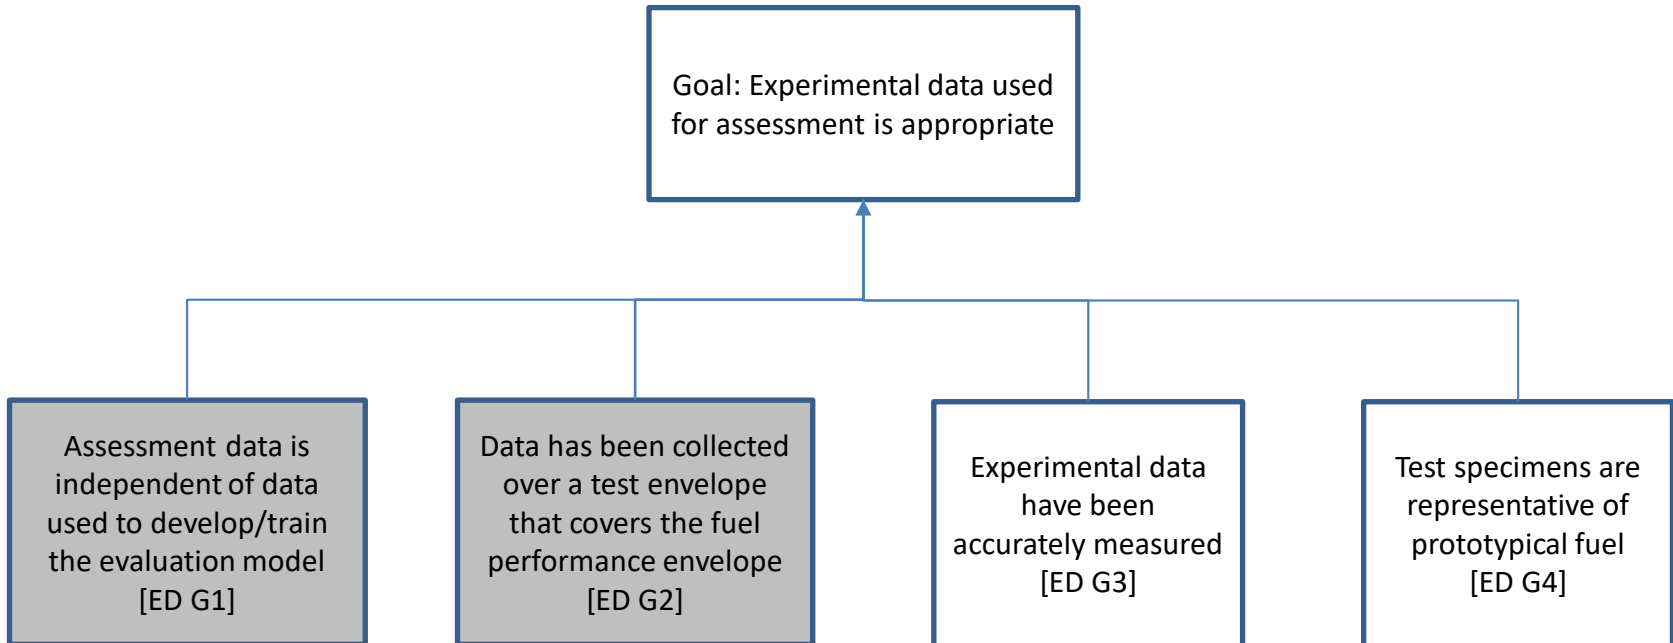 Goal: Experimental data used
for assessment is appropriate
Assessment data is
independent of data
used to develop/train
the evaluation model
[ED G1]
Data has been collected
over a test envelope
that covers the fuel
performance envelope
[ED G2]
Experimental data
have been
accurately measured
[ED G3]
Test specimens are
representative of
prototypical fuel
[ED G4]